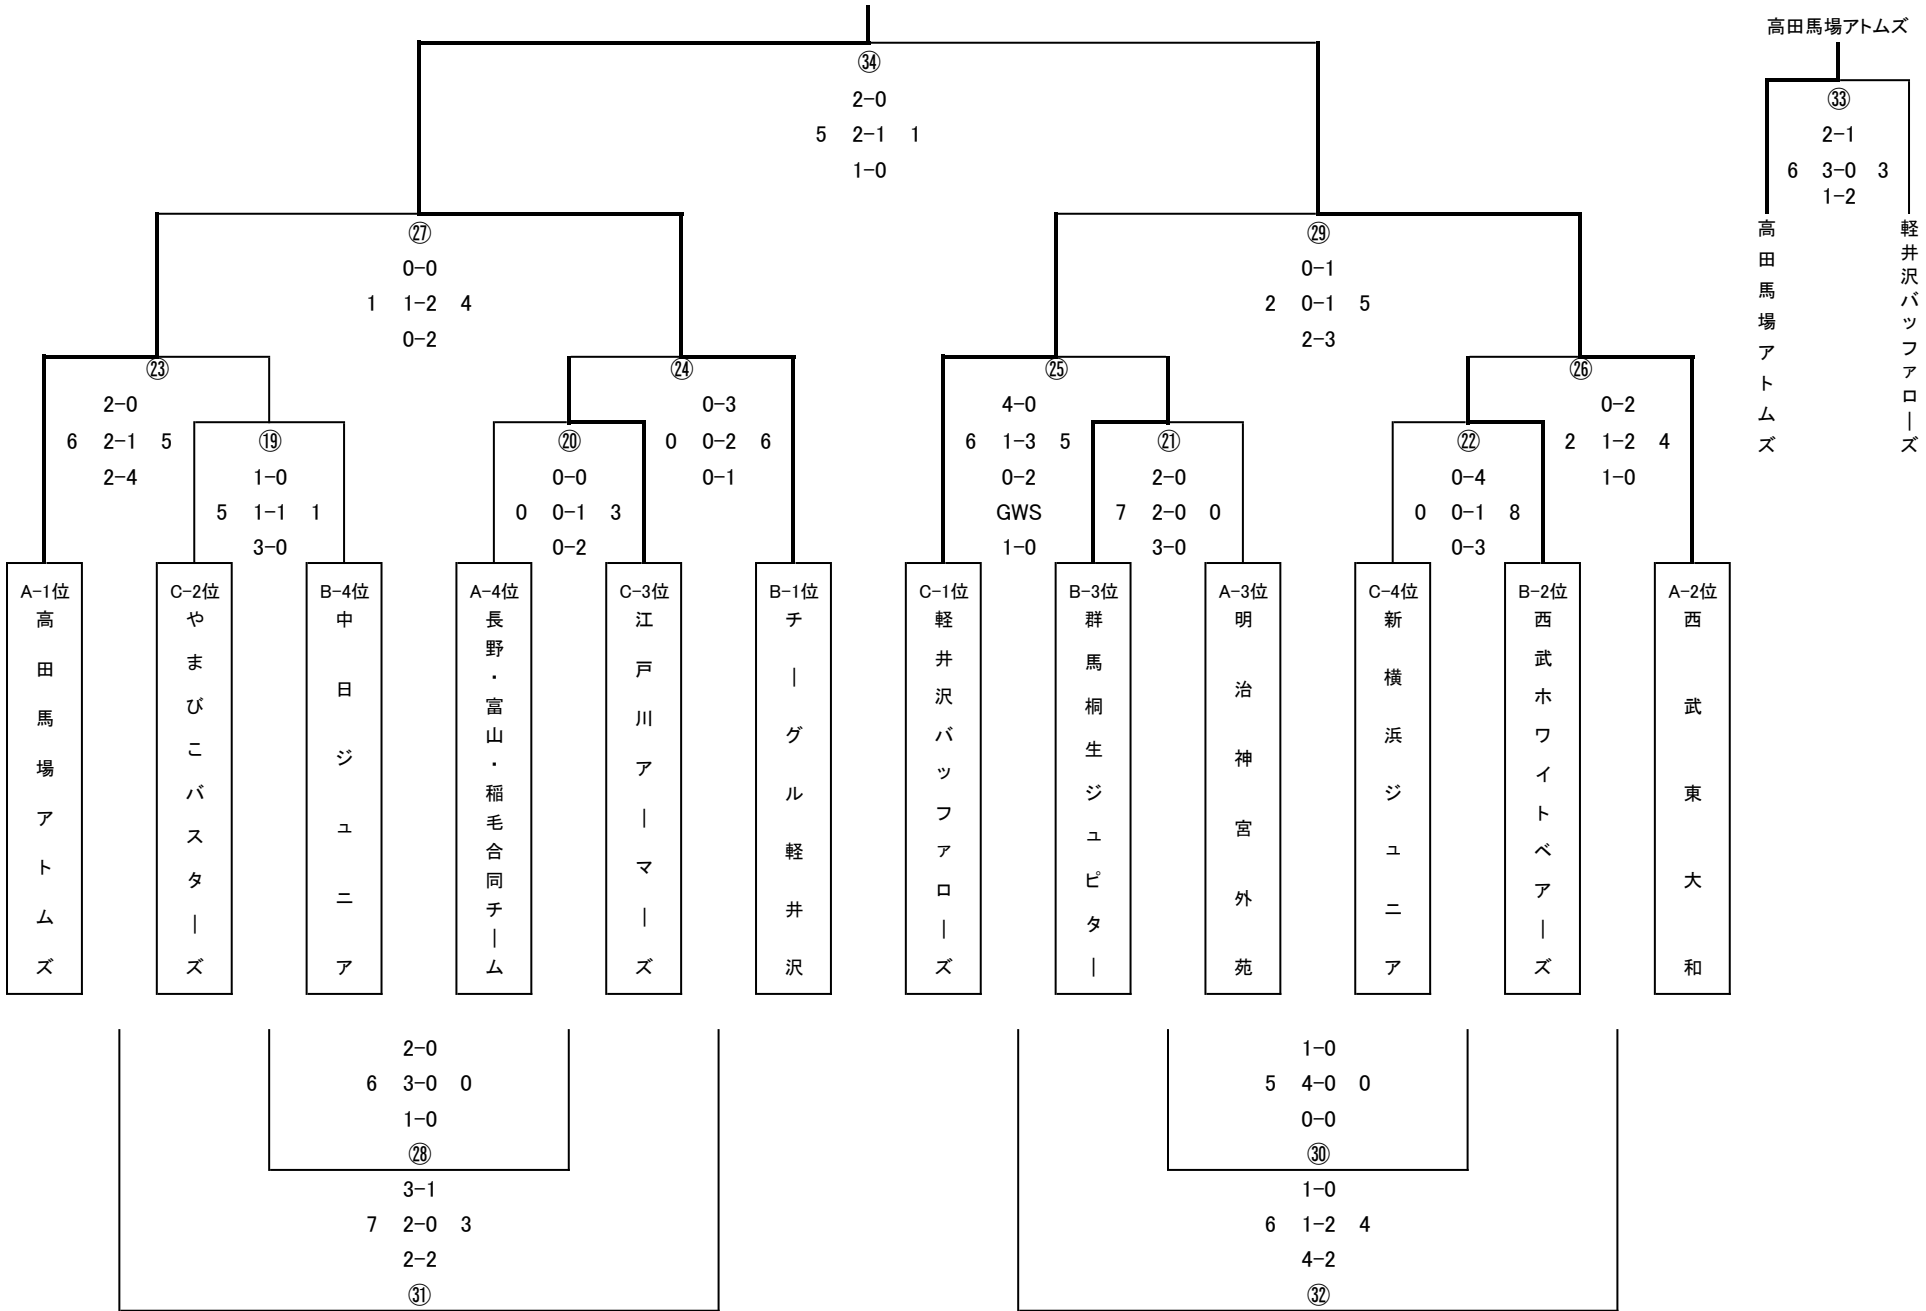 高田馬場アトムズ
㉞
2-0
5 2-1 1
1-0
㉝
2-1
6 3-0 3
1-2
高田馬場アトムズ
軽井沢バッファローズ
㉗
0-0
1 1-2 4
0-2
㉙
0-1
2 0-1 5
2-3
㉓
2-0
6 2-1 5
2-4
⑲
1-0
5 1-1 1
3-0
⑳
0-0
0 0-1 3
0-2
㉔
0-3
0 0-2 6
0-1
㉕
4-0
6 1-3 5
0-2
GWS
1-0
㉑
2-0
7 2-0 0
3-0
㉒
0-4
0 0-1 8
0-3
㉖
0-2
2 1-2 4
1-0
A-1位
高田馬場アトムズ
C-2位
やまびこバスターズ
B-4位
中日ジュニア
A-4位
長野・富山・稲毛合同チーム
C-3位
江戸川アーマーズ
B-1位
チーグル軽井沢
C-1位
軽井沢バッファローズ
B-3位
群馬桐生ジュピター
A-3位
明治神宮外苑
C-4位
新横浜ジュニア
B-2位
西武ホワイトベアーズ
A-2位
西武東大和
2-0
6 3-0 0
1-0
㉘
3-1
7 2-0 3
2-2
㉛
1-0
5 4-0 0
0-0
㉚
1-0
6 1-2 4
4-2
㉜